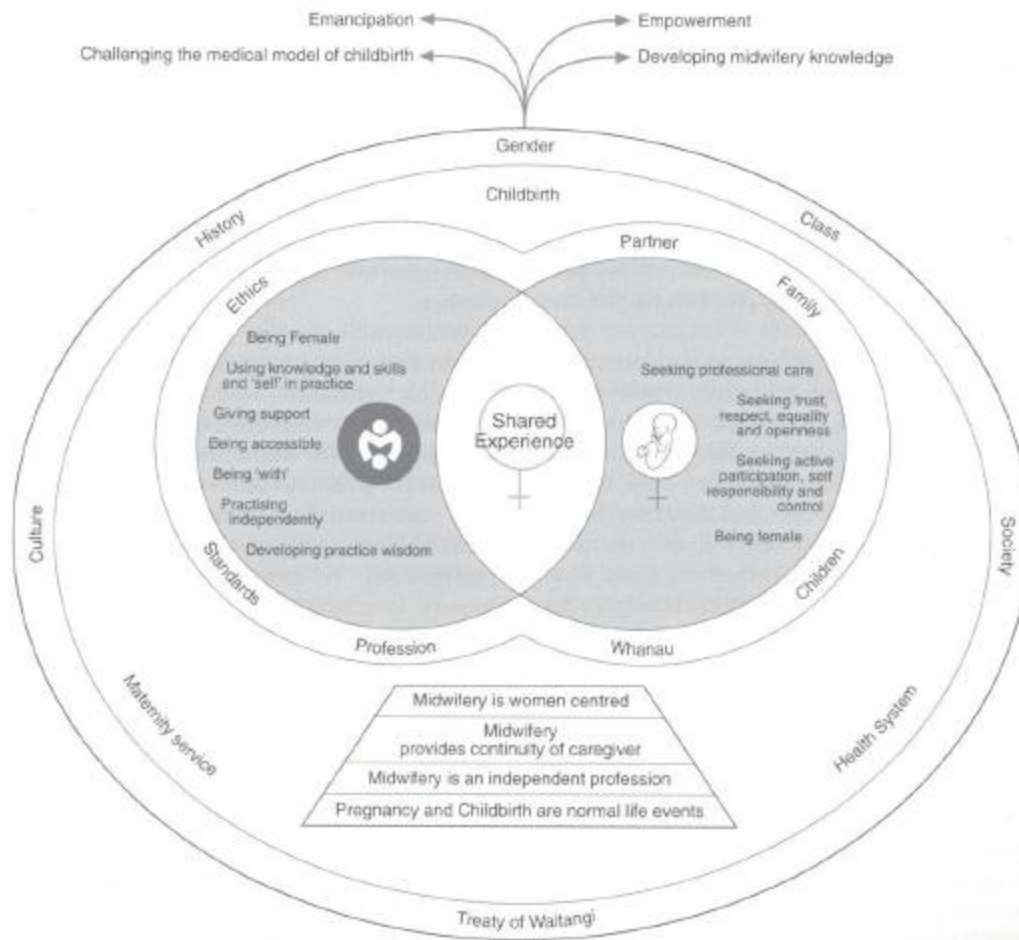 Emancipation
Empowerment
Challenging the medical model of childbirth
Developing midwifery knowledge
Gender
Childbirth
History
Class
Partner
Ethics
Family
Being Female
Using knowledge and skills
and 'self' in practice
Giving support
Being accessible
Being 'with'
Practising
independently
Developing practice wisdom
Shared
Experience
Seeking professional care
Seeking trust,
respect, equality
and openness
Seeking active
participation, self
responsibility and
control
Being female
Culture
Society
Standards
Children
Profession
Whanau
Maternity service
Health System
Midwifery is women centred
Midwifery
provides continuity of caregiver
Midwifery is an independent profession
Pregnancy and Childbirth are normal life events
Treaty of Waitangi